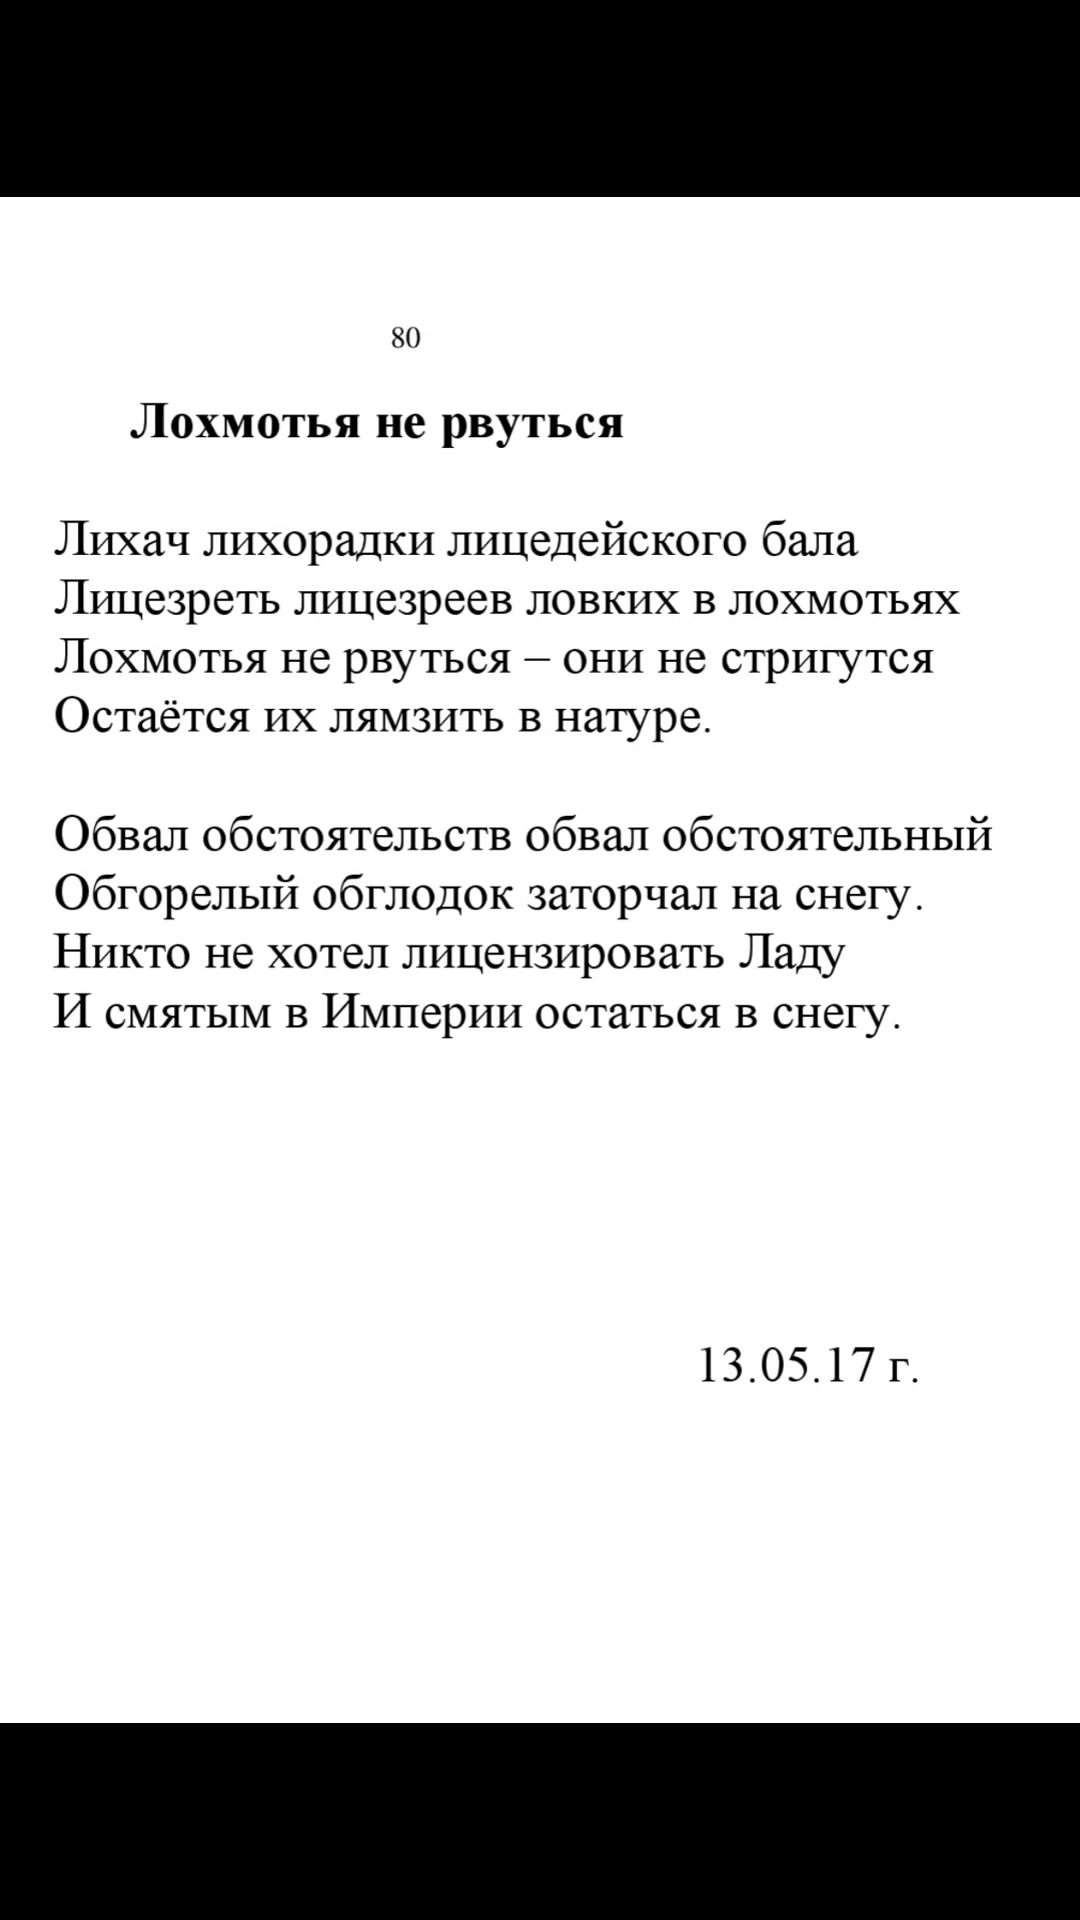 80
Лохмотья не рвуться
Лихач лихорадки лицедейского бала
Лицезреть лицезреев ловких в лохмотьях
Лохмотья не рвуться – они не стригутся
Остаётся их лямзить в натуре.
Обвал обстоятельств обвал обстоятельный
Обгорелый обглодок заторчал на снегу.
Никто не хотел лицензировать Ладу
И смятым в Империи остаться в снегу.
13.05.17 г.